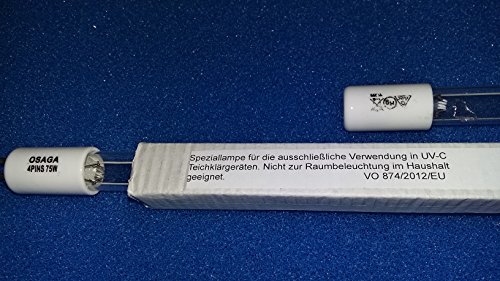 OSAGA
4PINS 75W
Speziallampe für die ausschließliche Verwendung in UV-C
Teichklärgeräten. Nicht zur Raumbeleuchtung im Haushalt
geeignet.
VO 874/2012/EU